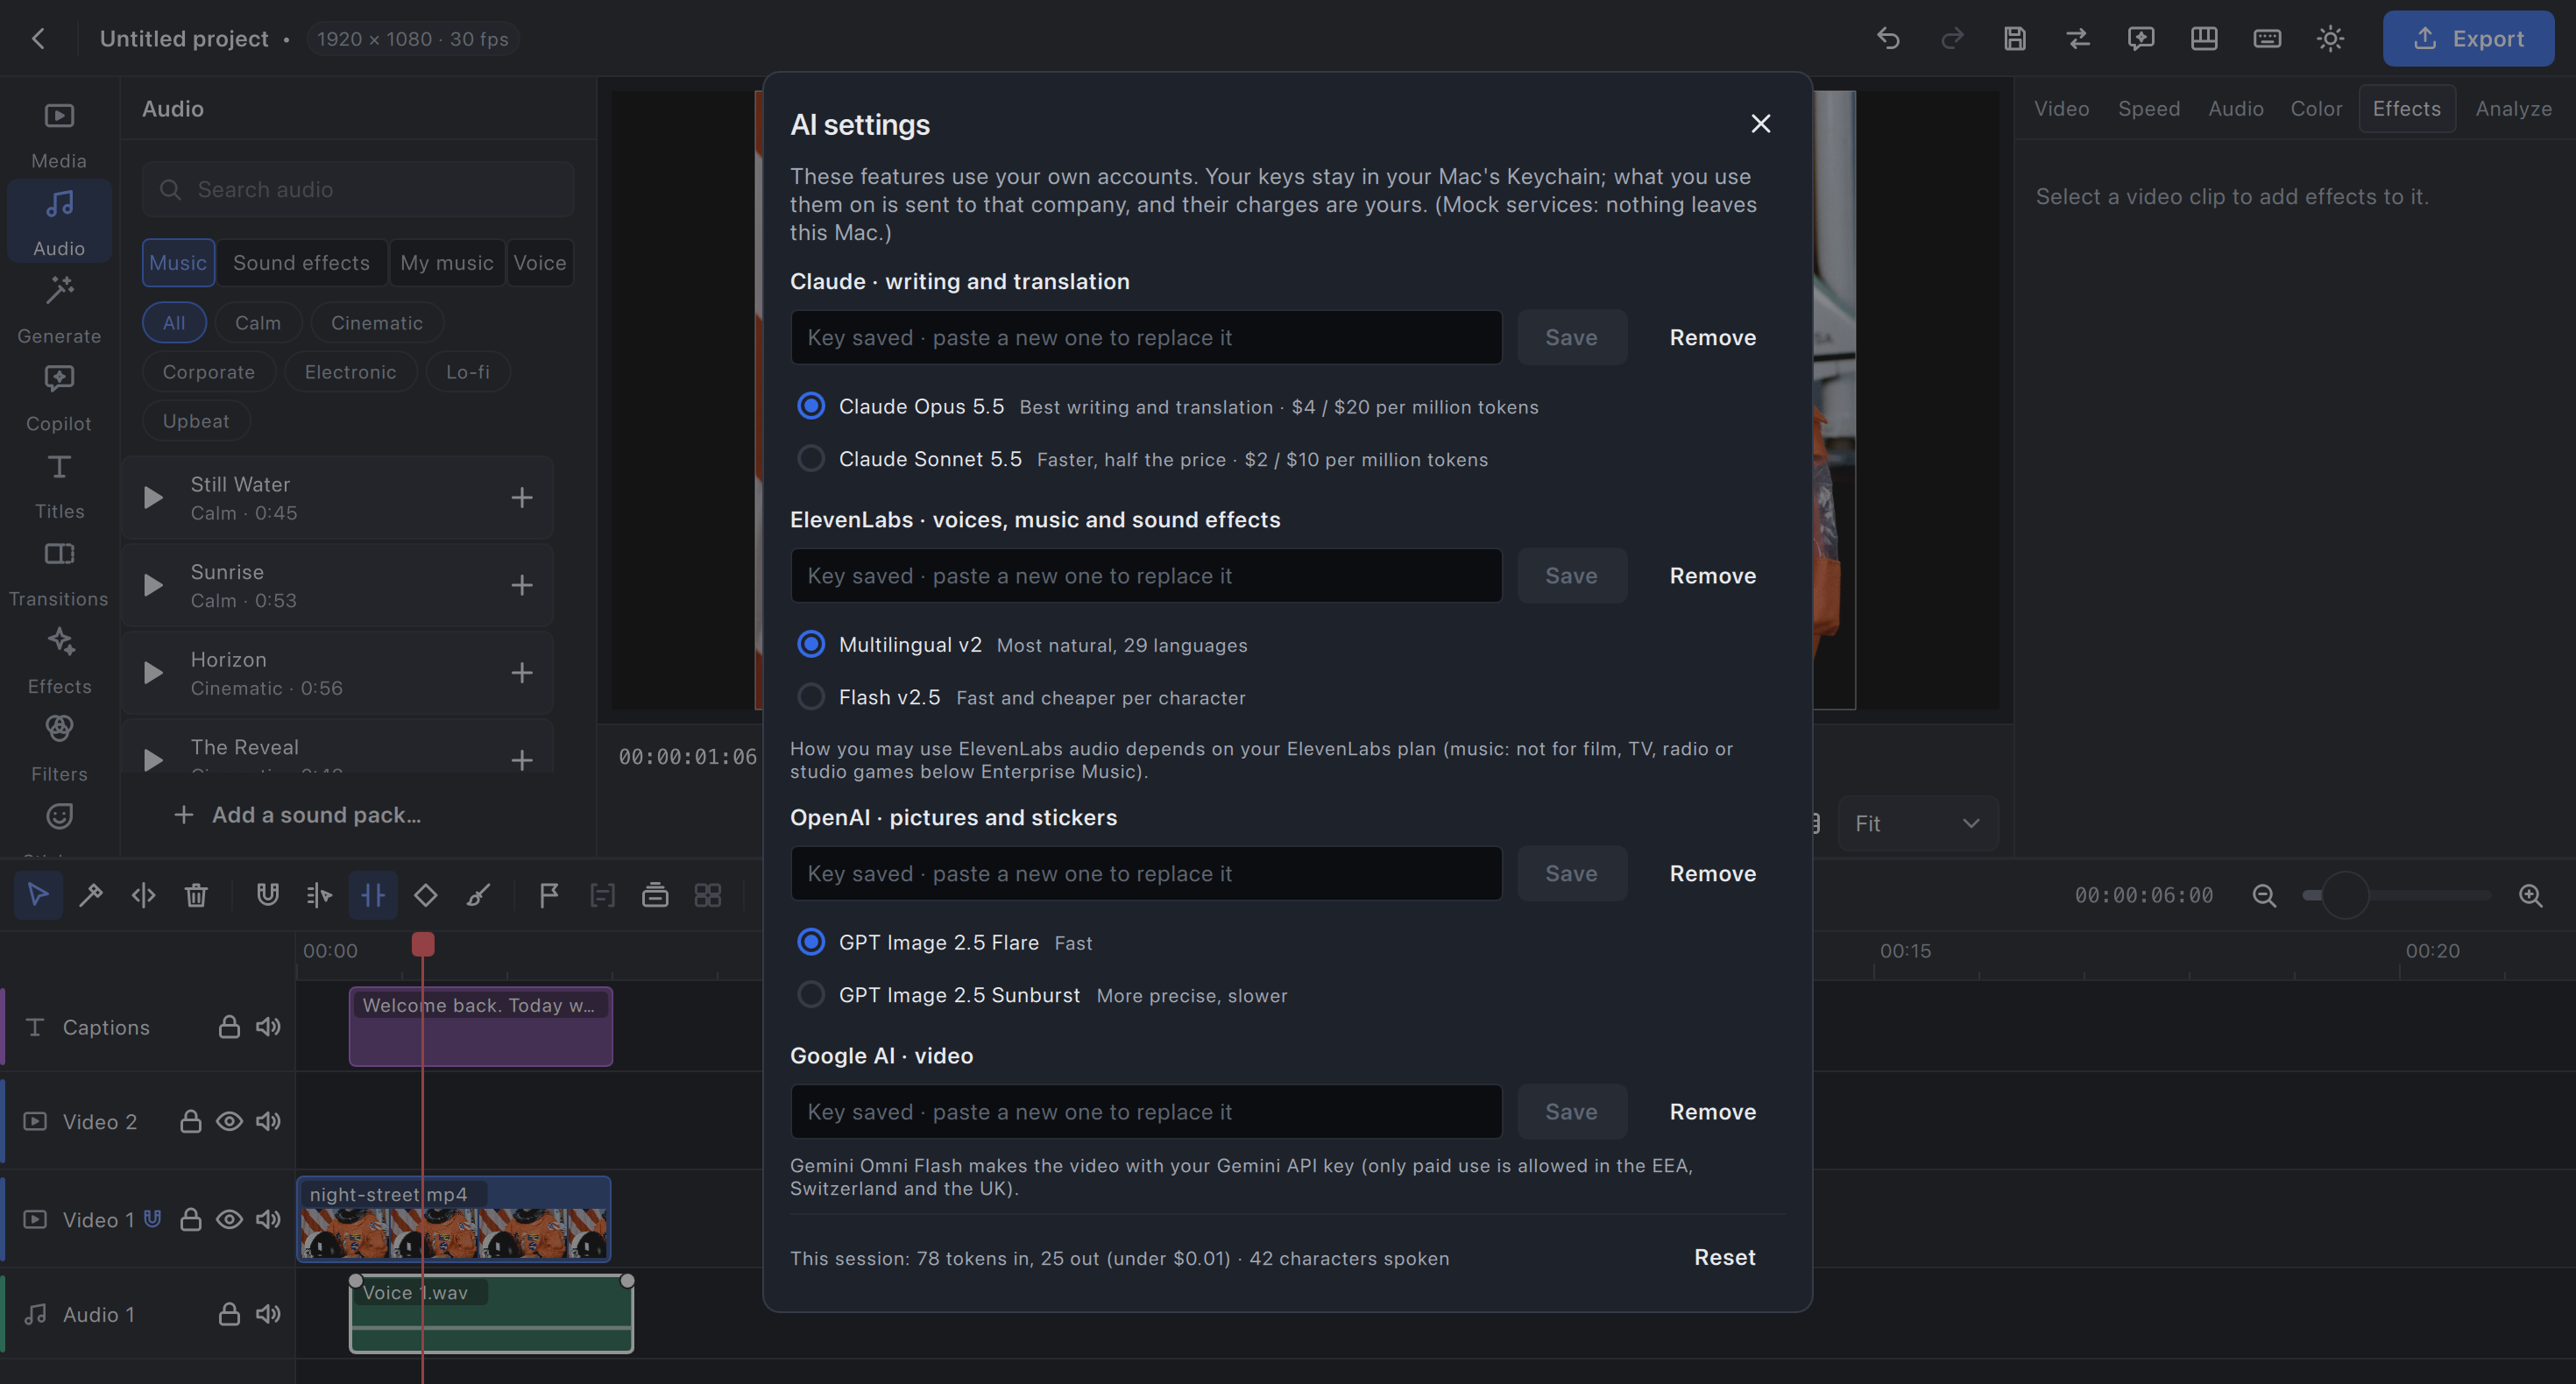 Untitled project • 1920 × 1080 · 30 fps
Export
Media
Audio
Generate
Copilot
Titles
Transitions
Effects
Filters
Audio
Search audio
Music Sound effects My music Voice
All Calm Cinematic
Corporate Electronic Lo-fi
Upbeat
Still Water
Calm · 0:45
Sunrise
Calm · 0:53
Horizon
Cinematic · 0:56
The Reveal
Add a sound pack...
00:00:01:06
AI settings
These features use your own accounts. Your keys stay in your Mac's Keychain; what you use
them on is sent to that company, and their charges are yours. (Mock services: nothing leaves
this Mac.)
Claude · writing and translation
Key saved · paste a new one to replace it Save Remove
Claude Opus 5.5 Best writing and translation · $4 / $20 per million tokens
Claude Sonnet 5.5 Faster, half the price · $2 / $10 per million tokens
ElevenLabs · voices, music and sound effects
Key saved · paste a new one to replace it Save Remove
Multilingual v2 Most natural, 29 languages
Flash v2.5 Fast and cheaper per character
How you may use ElevenLabs audio depends on your ElevenLabs plan (music: not for film, TV, radio or
studio games below Enterprise Music).
OpenAI · pictures and stickers
Key saved · paste a new one to replace it Save Remove
GPT Image 2.5 Flare Fast
GPT Image 2.5 Sunburst More precise, slower
Google AI · video
Key saved · paste a new one to replace it Save Remove
Gemini Omni Flash makes the video with your Gemini API key (only paid use is allowed in the EEA,
Switzerland and the UK).
This session: 78 tokens in, 25 out (under $0.01) · 42 characters spoken Reset
Video Speed Audio Color Effects Analyze
Select a video clip to add effects to it.
Fit
00:00:06:00
00:00 00:15 00:20
Captions
Welcome back. Today w...
Video 2
Video 1
night-street.mp4
Audio 1
Voice 1.wav